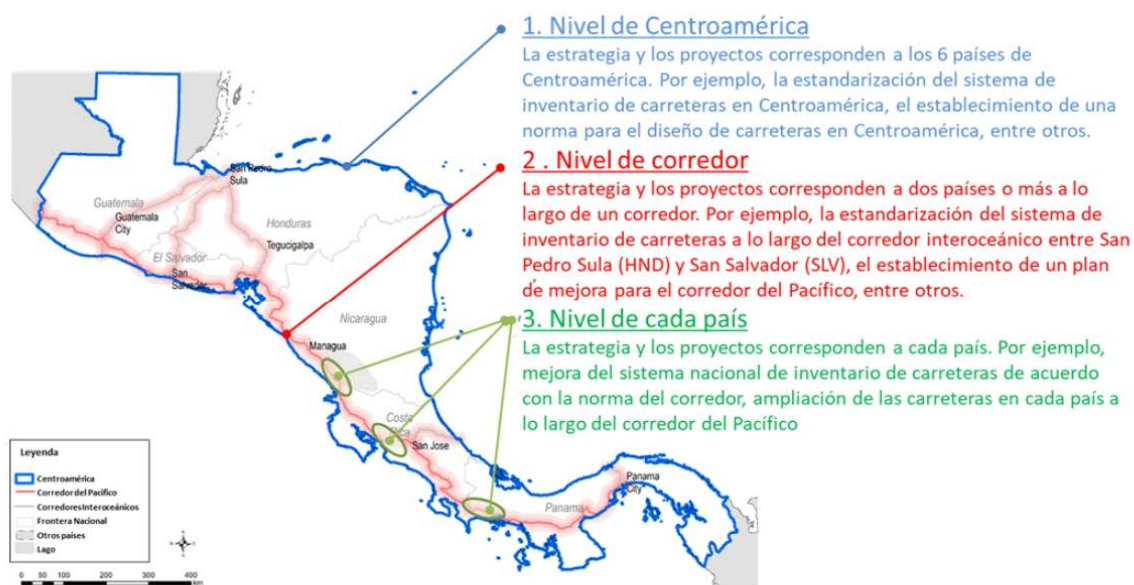 1. Nivel de Centroamérica
La estrategia y los proyectos corresponden a los 6 países de
Centroamérica. Por ejemplo, la estandarización del sistema de
inventario de carreteras en Centroamérica, el establecimiento de una
norma para el diseño de carreteras en Centroamérica, entre otros.
2 . Nivel de corredor
La estrategia y los proyectos corresponden a dos países o más a lo
largo de un corredor. Por ejemplo, la estandarización del sistema de
inventario de carreteras a lo largo del corredor interoceánico entre San
Pedro Sula (HND) y San Salvador (SLV), el establecimiento de un plan
de mejora para el corredor del Pacífico, entre otros.
3. Nivel de cada país
La estrategia y los proyectos corresponden a cada país. Por ejemplo,
mejora del sistema nacional de inventario de carreteras de acuerdo
con la norma del corredor, ampliación de las carreteras en cada país a
lo largo del corredor del Pacífico
San Pedro
Sula
Guatemala
Guatemala
City
Honduras
Tegucigalpa
El Salvador
San
Salvador
Nicaragua
Managua
Costa
Rica
San Jose
Panama
City
Panama
Leyenda
Centroamérica
Corredor del Pacífico
Corredores Interoceánicos
Frontera Nacional
Otros países
Lago
0 50 100 200 300 400
km